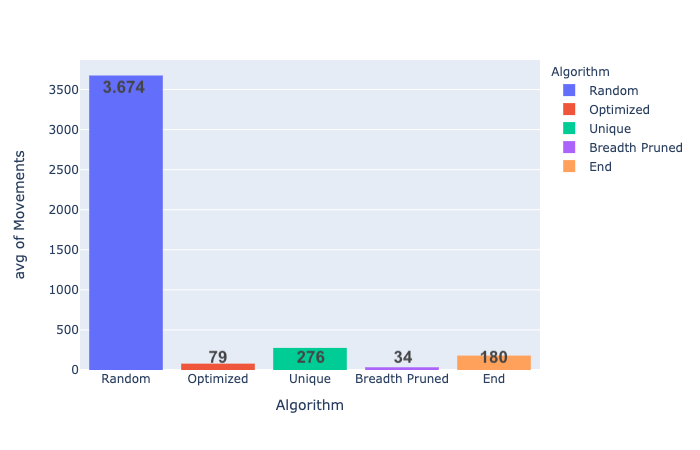 avg of Movements
3500
3000
2500
2000
1500
1000
500
0
3.674
79
276
34
180
Random
Optimized
Unique
Breadth Pruned
End
Algorithm
Algorithm
Random
Optimized
Unique
Breadth Pruned
End